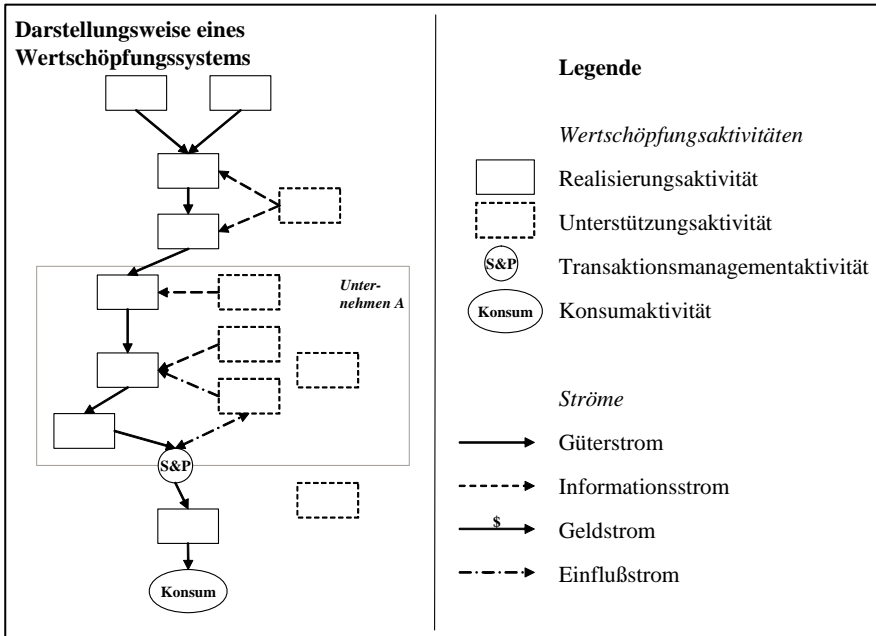 Darstellungsweise eines
Wertschöpfungssystems
Unter-
nehmen A
S&P
Konsum
Legende
Wertschöpfungsaktivitäten
Realisierungsaktivität
Unterstützungsaktivität
S&P
Transaktionsmanagementaktivität
Konsum
Konsumaktivität
Ströme
Güterstrom
Informationsstrom
$
Geldstrom
Einflußstrom